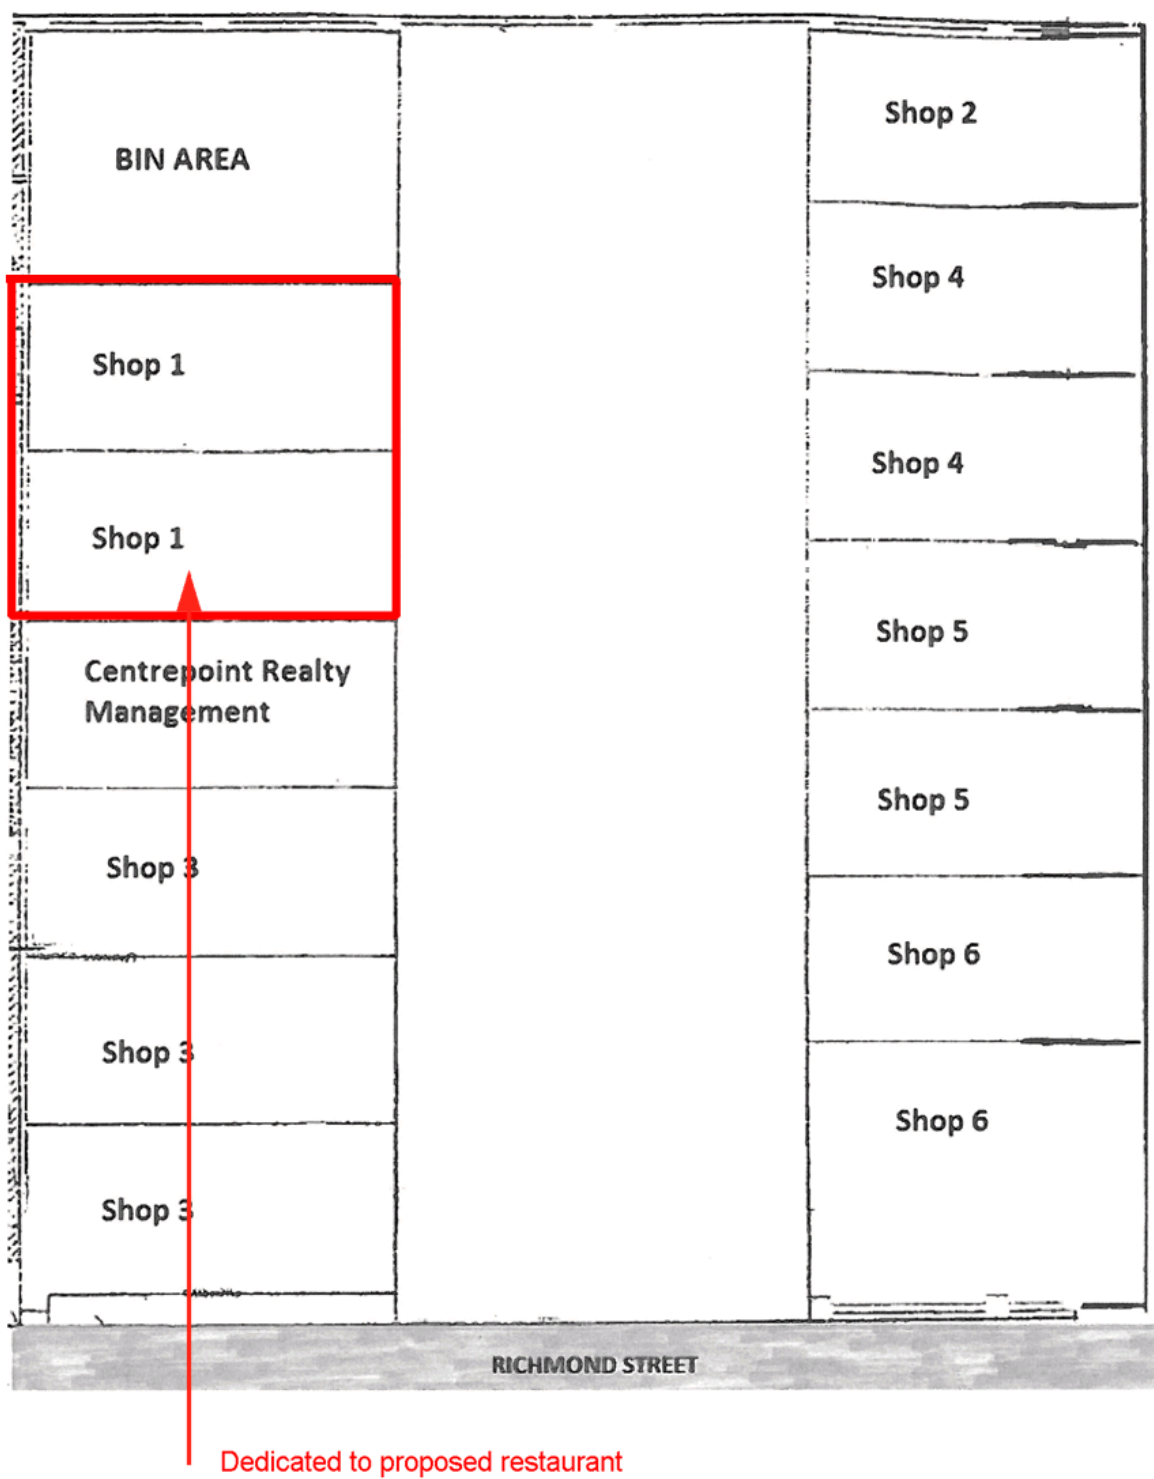 BIN AREA
Shop 1
Shop 1
Centrepoint Realty
Management
Shop 3
Shop 3
Shop 3
Shop 2
Shop 4
Shop 4
Shop 5
Shop 5
Shop 6
Shop 6
RICHMOND STREET
Dedicated to proposed restaurant